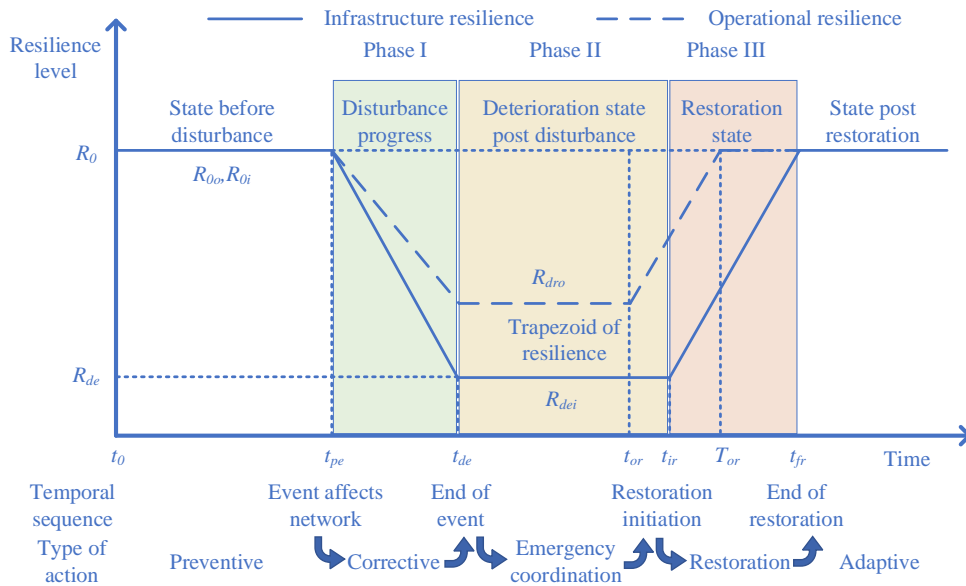 Infrastructure resilience
Operational resilience
Resilience
level
Phase I
Phase II
Phase III
State before
disturbance
Disturbance
progress
Deterioration state
post disturbance
Restoration
state
State post
restoration
R0
R0o,R0i
Rdro
Trapezoid of
resilience
Rde
Rdei
t0
tpe
tde
tor
tir
Tor
tfr
Time
Temporal
sequence
Event affects
network
End of
event
Restoration
initiation
End of
restoration
Type of
action
Preventive
Corrective
Emergency
coordination
Restoration
Adaptive